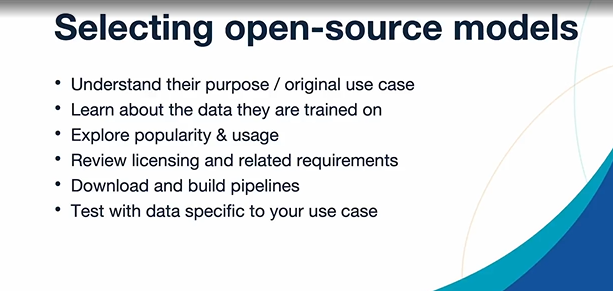 Selecting open-source models
• Understand their purpose / original use case
• Learn about the data they are trained on
• Explore popularity & usage
• Review licensing and related requirements
• Download and build pipelines
• Test with data specific to your use case